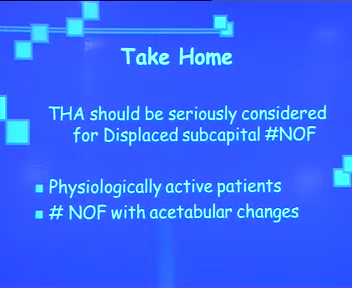 Take Home
THA should be seriously considered
for Displaced subcapital #NOF
Physiologically active patients
# NOF with acetabular changes